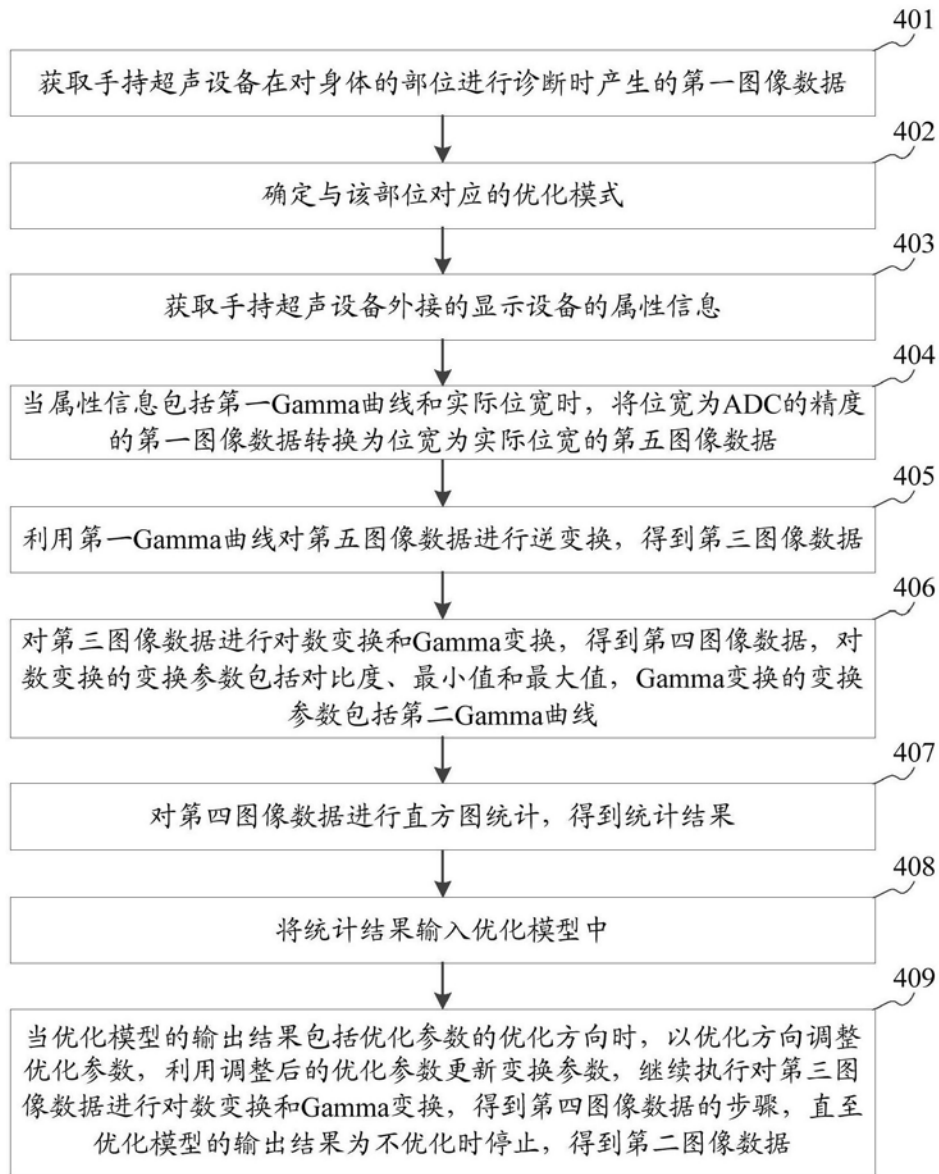 401
获取手持超声设备在对身体的部位进行诊断时产生的第一图像数据
402
确定与该部位对应的优化模式
403
获取手持超声设备外接的显示设备的属性信息
404
当属性信息包括第一Gamma曲线和实际位宽时，将位宽为ADC的精度
的第一图像数据转换为位宽为实际位宽的第五图像数据
405
利用第一Gamma曲线对第五图像数据进行逆变换，得到第三图像数据
406
对第三图像数据进行对数变换和Gamma变换，得到第四图像数据，对
数变换的变换参数包括对比度、最小值和最大值，Gamma变换的变换
参数包括第二Gamma曲线
407
对第四图像数据进行直方图统计，得到统计结果
408
将统计结果输入优化模型中
409
当优化模型的输出结果包括优化参数的优化方向时，以优化方向调整
优化参数，利用调整后的优化参数更新变换参数，继续执行对第三图
像数据进行对数变换和Gamma变换，得到第四图像数据的步骤，直至
优化模型的输出结果为不优化时停止，得到第二图像数据